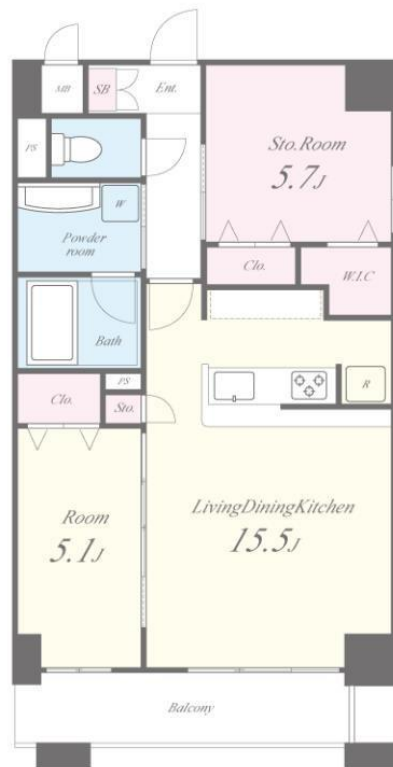 MB
SB
Ent.
PS
Sto.Room
5.7J
W
Powder
room
Clo.
W.I.C
Bath
PS
Clo.
Sto.
R
Room
5.1J
LivingDiningKitchen
15.5J
Balcony